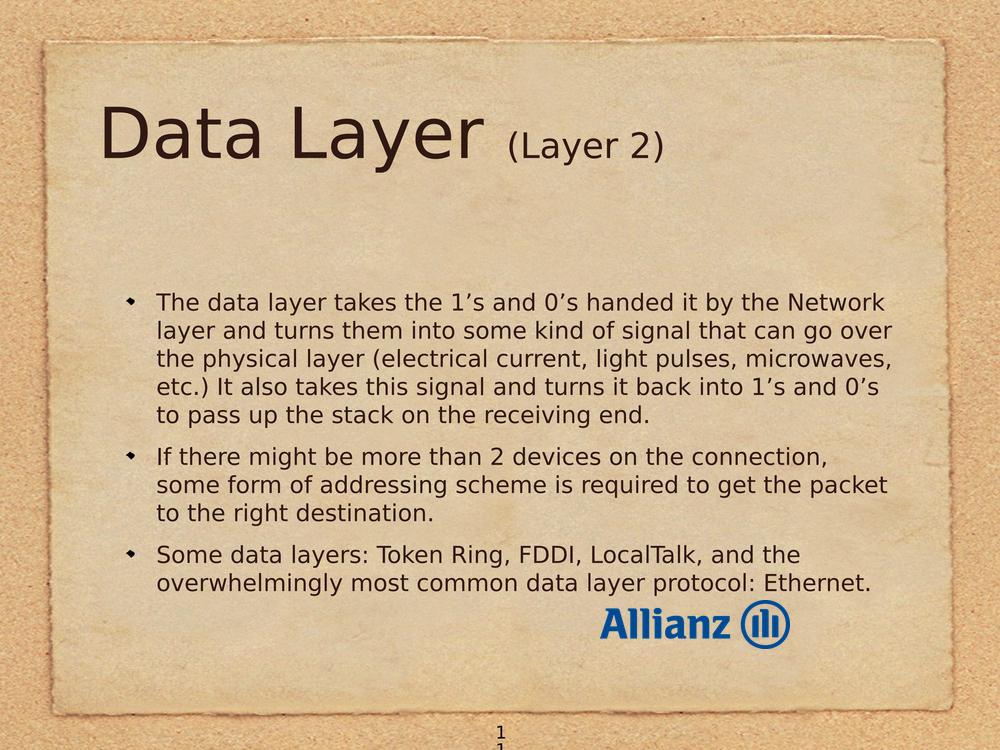 Data Layer (Layer 2)
The data layer takes the 1’s and 0’s handed it by the Network
layer and turns them into some kind of signal that can go over
the physical layer (electrical current, light pulses, microwaves,
etc.) It also takes this signal and turns it back into 1’s and 0’s
to pass up the stack on the receiving end.
If there might be more than 2 devices on the connection,
some form of addressing scheme is required to get the packet
to the right destination.
Some data layers: Token Ring, FDDI, LocalTalk, and the
overwhelmingly most common data layer protocol: Ethernet.
Allianz
1
1